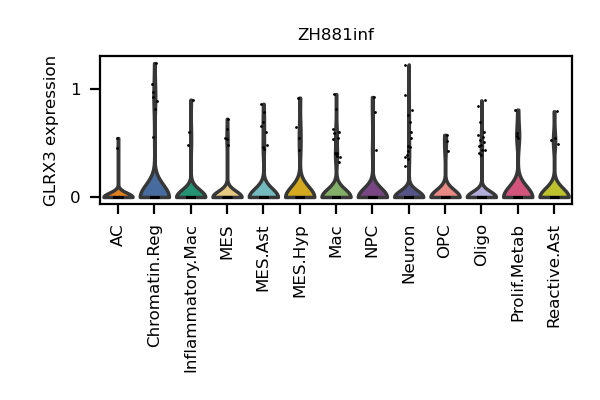 ZH881inf
GLRX3 expression
1
0
AC
Chromatin.Reg
Inflammatory.Mac
MES
MES.Ast
MES.Hyp
Mac
NPC
Neuron
OPC
Oligo
Prolif.Metab
Reactive.Ast